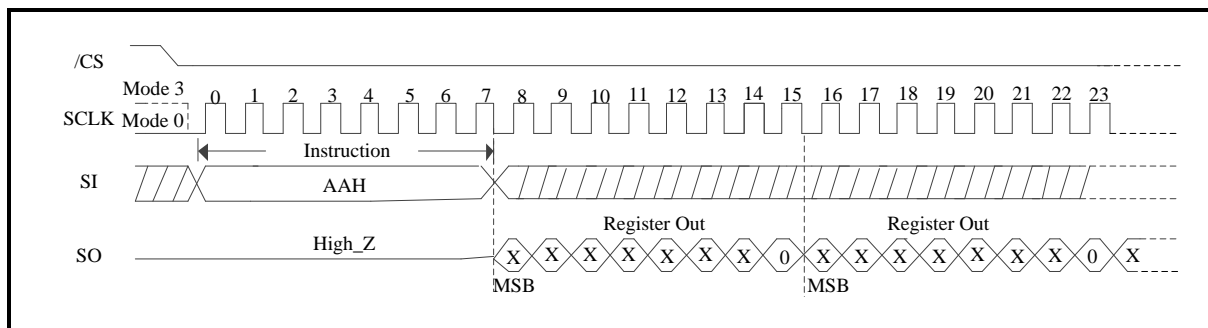 /CS
Mode 3
0 1 2 3 4 5 6 7 8 9 10 11 12 13 14 15 16 17 18 19 20 21 22 23
SCLK Mode 0
Instruction
SI
AAH
Register Out Register Out
High_Z
SO
X X X X X X X 0 X X X X X X X 0 X
MSB MSB